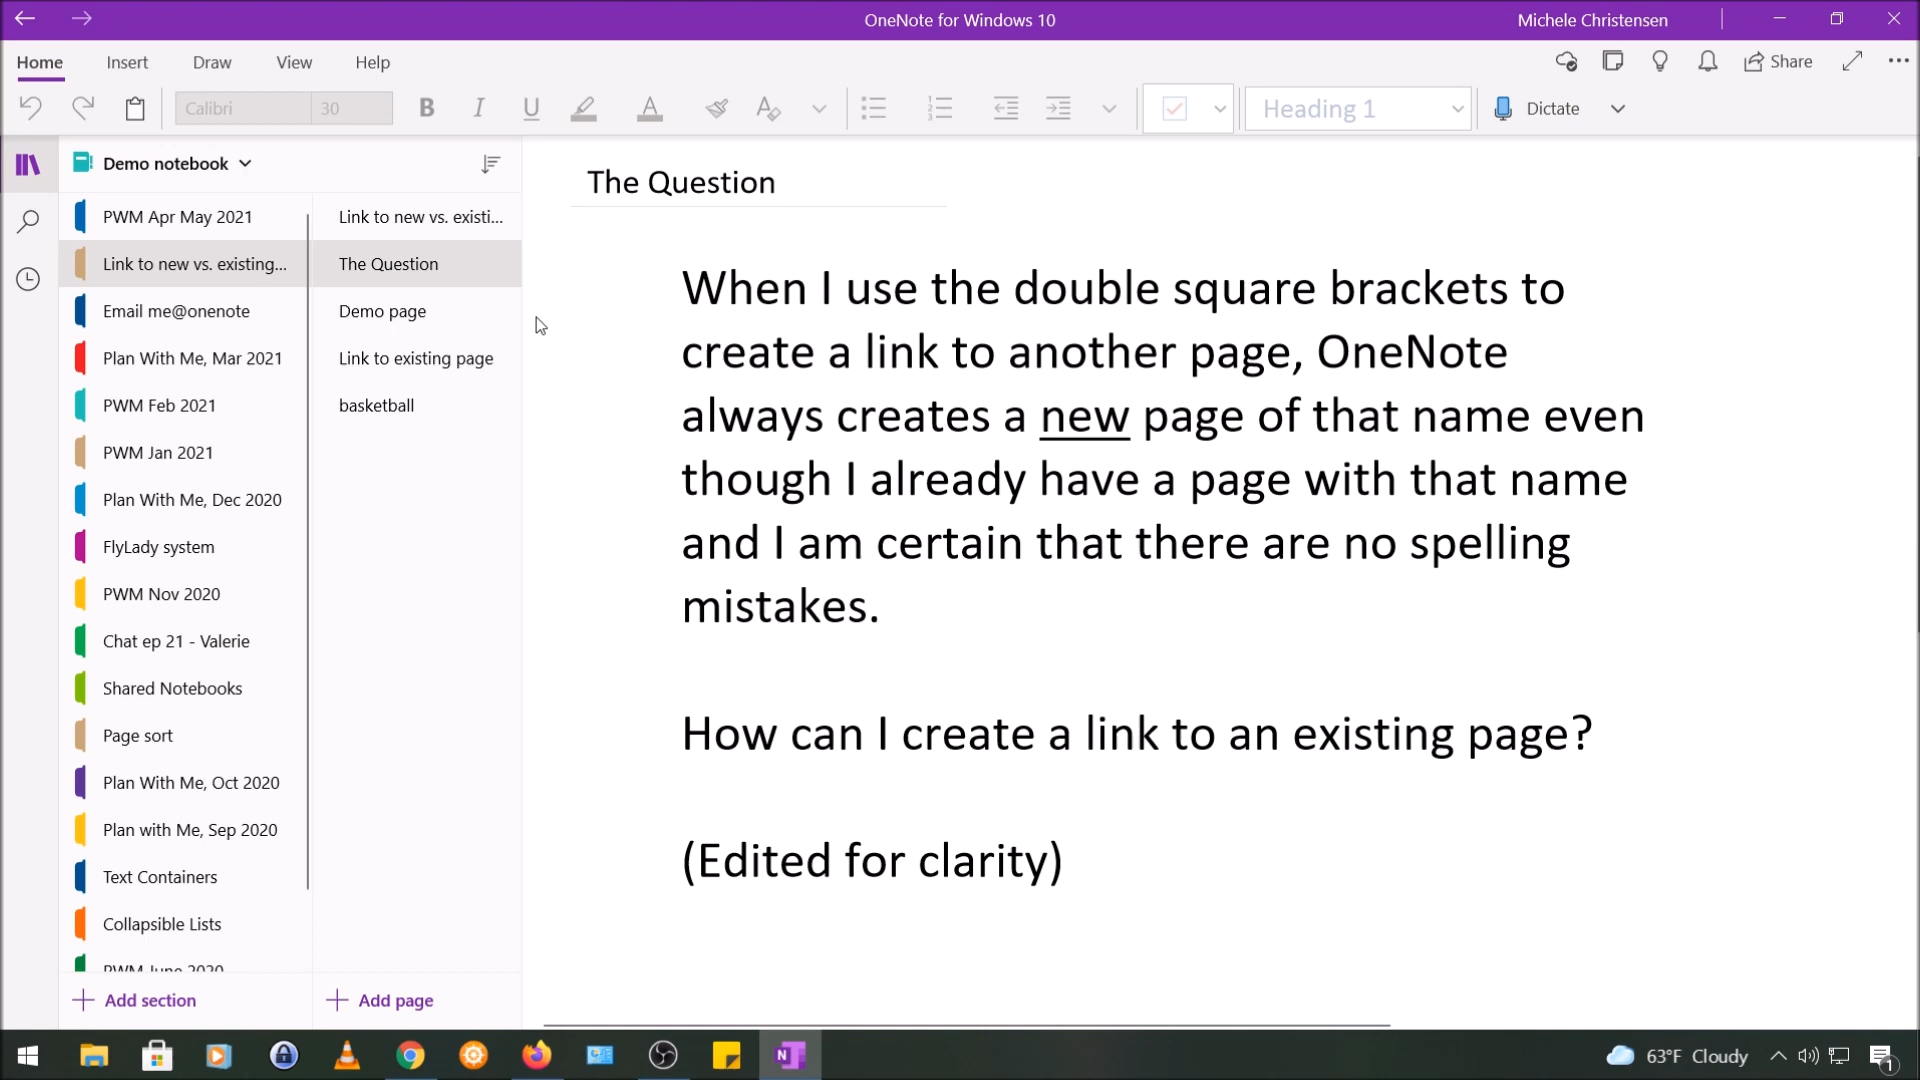 OneNote for Windows 10
Michele Christensen
Home
Insert
Draw
View
Help
Share
Calibri
30
B
I
U
A
A
Heading 1
Dictate
Demo notebook
PWM Apr May 2021
Link to new vs. existing...
Email me@onenote
Plan With Me, Mar 2021
PWM Feb 2021
PWM Jan 2021
Plan With Me, Dec 2020
FlyLady system
PWM Nov 2020
Chat ep 21 - Valerie
Shared Notebooks
Page sort
Plan With Me, Oct 2020
Plan with Me, Sep 2020
Text Containers
Collapsible Lists
PWM June 2020
Add section
Link to new vs. existi...
The Question
Demo page
Link to existing page
basketball
Add page
The Question
When I use the double square brackets to
create a link to another page, OneNote
always creates a new page of that name even
though I already have a page with that name
and I am certain that there are no spelling
mistakes.
How can I create a link to an existing page?
(Edited for clarity)
N
63°F Cloudy
1